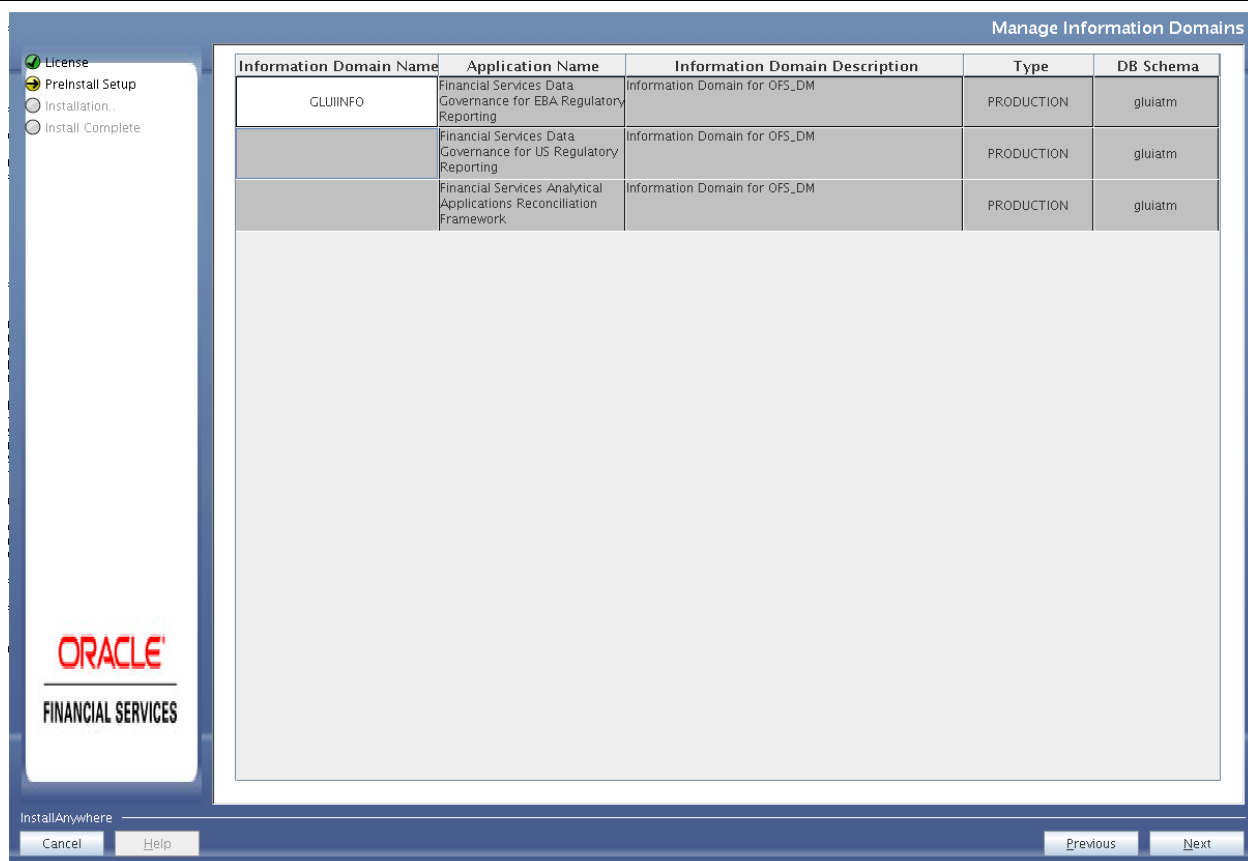 Manage Information Domains
License
PreInstall Setup
Installation..
Install Complete
Information Domain Name Application Name Information Domain Description Type DB Schema
GLUIINFO
Financial Services Data
Governance for EBA Regulatory
Reporting
Information Domain for OFS_DM
PRODUCTION
gluiatm
Financial Services Data
Governance for US Regulatory
Reporting
Information Domain for OFS_DM
PRODUCTION
gluiatm
Financial Services Analytical
Applications Reconciliation
Framework
Information Domain for OFS_DM
PRODUCTION
gluiatm
ORACLE
FINANCIAL SERVICES
InstallAnywhere
Cancel Help Previous Next